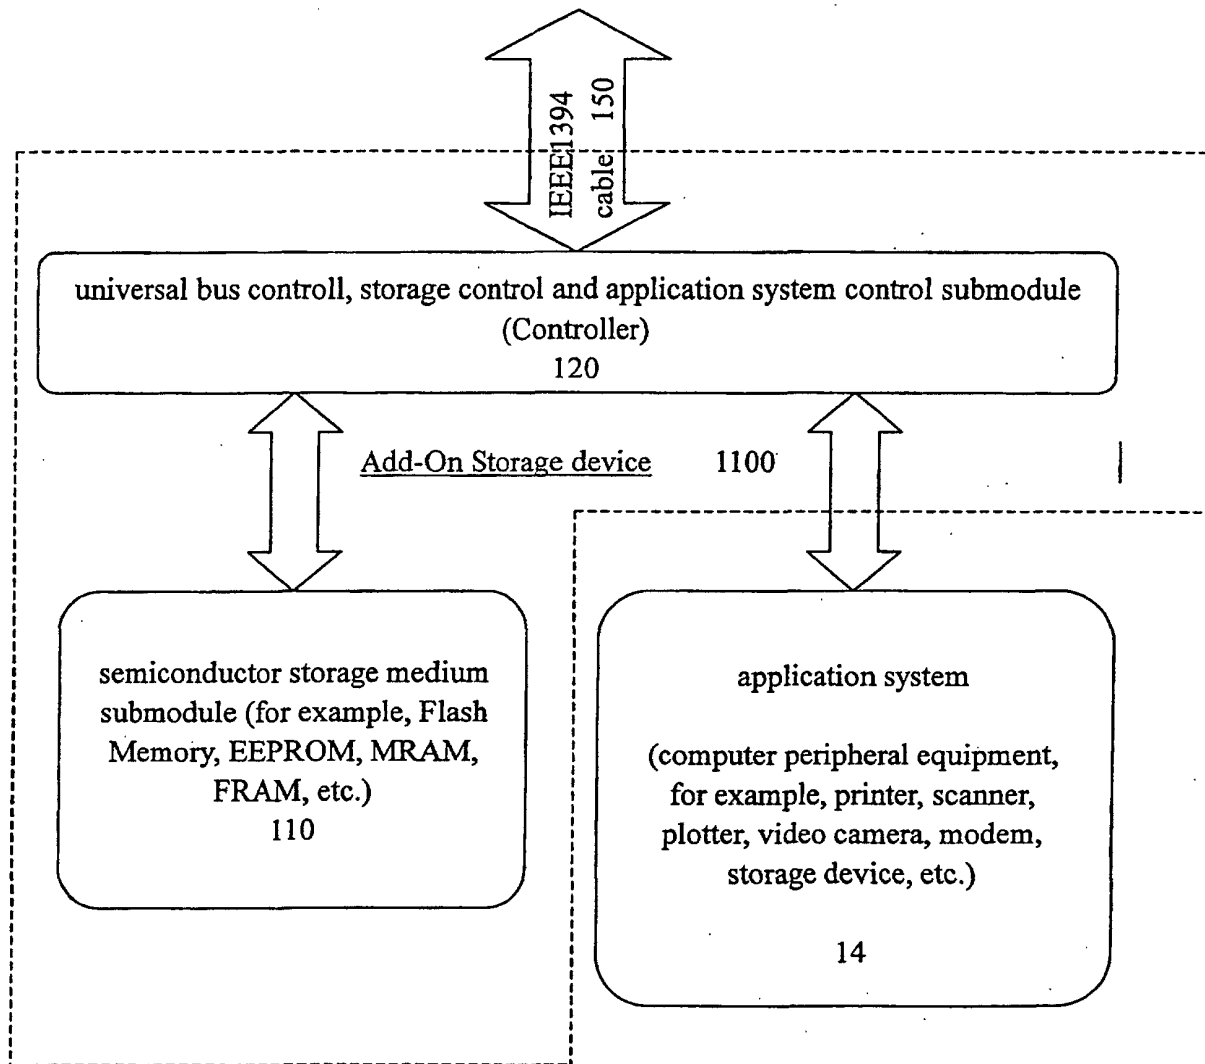 IEEE1394
cable 150
universal bus controll, storage control and application system control submodule
(Controller)
120
Add-On Storage device 1100
semiconductor storage medium
submodule (for example, Flash
Memory, EEPROM, MRAM,
FRAM, etc.)
110
application system
(computer peripheral equipment,
for example, printer, scanner,
plotter, video camera, modem,
storage device, etc.)
14